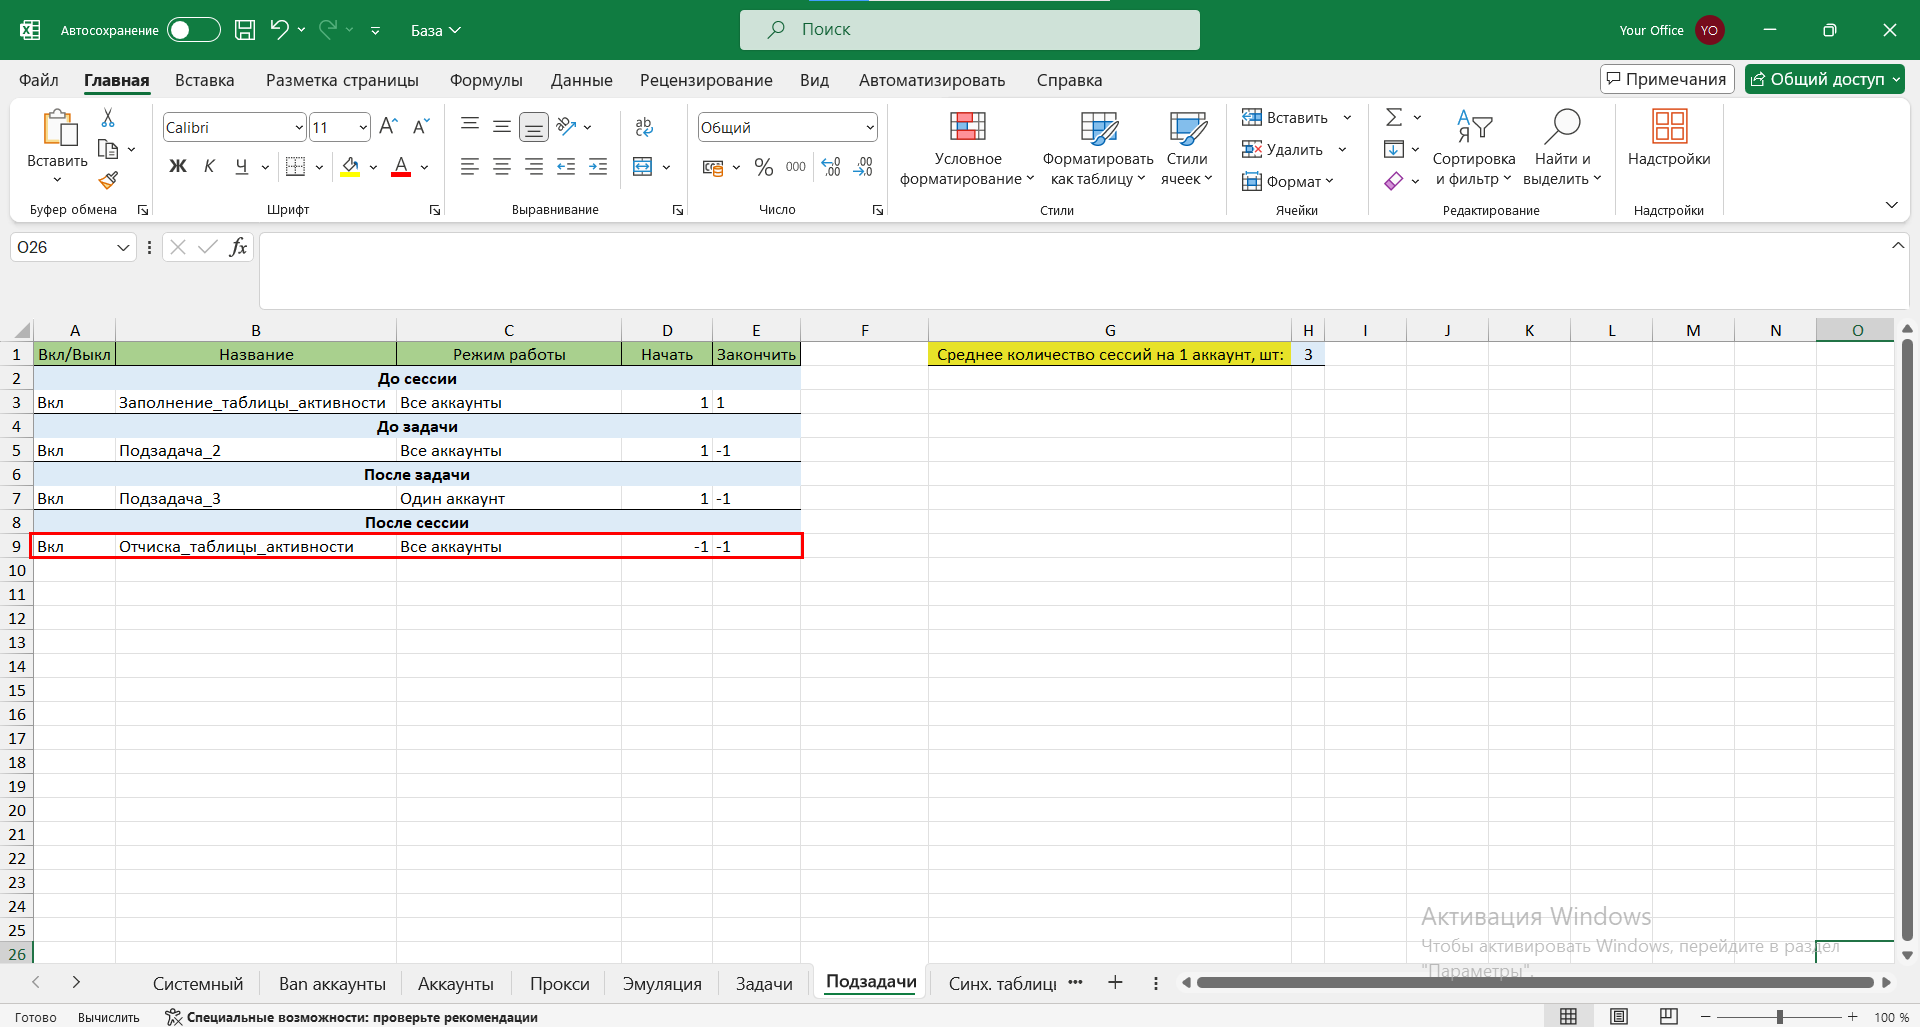 Автосохранение База Поиск Your Office YO
Файл Главная Вставка Разметка страницы Формулы Данные Рецензирование Вид Автоматизировать Справка Примечания Общий доступ
Вставить
Буфер обмена
Calibri 11
Ж К Ч
Шрифт
ab
Выравнивание
Общий
% 000
Число
Условное форматирование
Форматировать как таблицу
Стили ячеек
Стили
Вставить
Удалить
Формат
Ячейки
Сортировка и фильтр
Найти и выделить
Редактирование
Надстройки
Надстройки
O26 fx
A B C D E F G H I J K L M N O
1 Вкл/Выкл Название Режим работы Начать Закончить Среднее количество сессий на 1 аккаунт, шт: 3
2 До сессии
3 Вкл Заполнение_таблицы_активности Все аккаунты 1 1
4 До задачи
5 Вкл Подзадача_2 Все аккаунты 1 -1
6 После задачи
7 Вкл Подзадача_3 Один аккаунт 1 -1
8 После сессии
9 Вкл Отчиска_таблицы_активности Все аккаунты -1 -1
10
11
12
13
14
15
16
17
18
19
20
21
22
23
24
25
26
Активация Windows
Чтобы активировать Windows, перейдите в раздел
"Параметры".
Системный Ban аккаунты Аккаунты Прокси Эмуляция Задачи Подзадачи Синх. таблиц
Готово Вычислить Специальные возможности: проверьте рекомендации 100 %